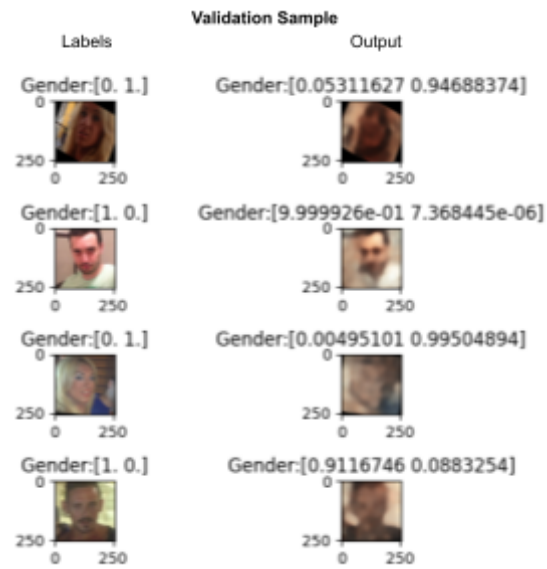 Validation Sample
Labels Output
Gender:[0. 1.] Gender:[0.05311627 0.94688374]
0 0
250 250
0 250 0 250
Gender:[1. 0.] Gender:[9.999926e-01 7.368445e-06]
0 0
250 250
0 250 0 250
Gender:[0. 1.] Gender:[0.00495101 0.99504894]
0 0
250 250
0 250 0 250
Gender:[1. 0.] Gender:[0.9116746 0.0883254]
0 0
250 250
0 250 0 250